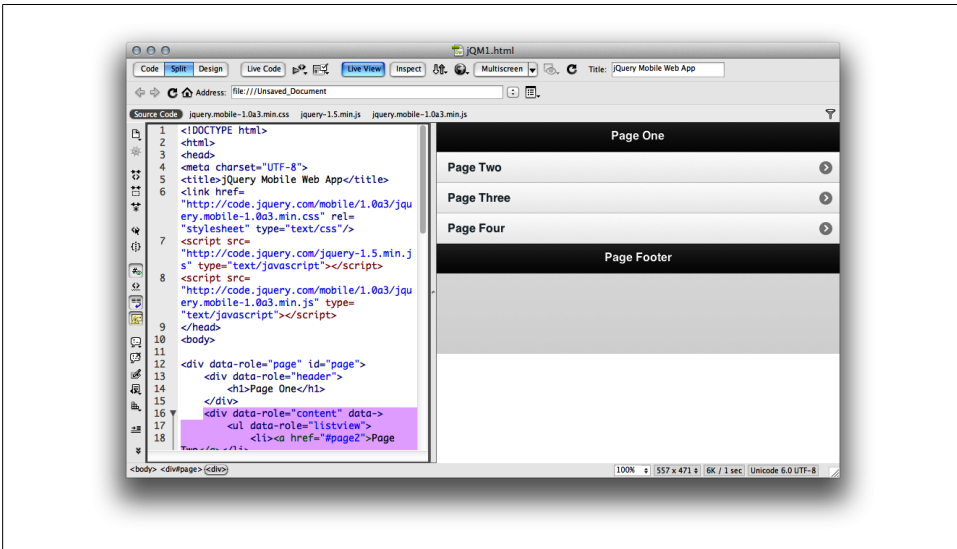 jQM1.html
Code Split Design Live Code Live View Inspect Multiscreen Title: jQuery Mobile Web App
Address: file:///Unsaved_Document
Source Code jquery.mobile-1.0a3.min.css jquery-1.5.min.js jquery.mobile-1.0a3.min.js
1 <!DOCTYPE html>
2 <html>
3 <head>
4 <meta charset="UTF-8">
5 <title>jQuery Mobile Web App</title>
6 <link href=
"http://code.jquery.com/mobile/1.0a3/jqu
ery.mobile-1.0a3.min.css" rel=
"stylesheet" type="text/css"/>
7 <script src=
"http://code.jquery.com/jquery-1.5.min.j
s" type="text/javascript"></script>
8 <script src=
"http://code.jquery.com/mobile/1.0a3/jqu
ery.mobile-1.0a3.min.js" type=
"text/javascript"></script>
9 </head>
10 <body>
11
12 <div data-role="page" id="page">
13 <div data-role="header">
14 <h1>Page One</h1>
15 </div>
16 <div data-role="content" data->
17 <ul data-role="listview">
18 <li><a href="#page2">Page
Two</a></li>
Page One
Page Two
Page Three
Page Four
Page Footer
<body> <div#page> <div> 100% 557 x 471 6K / 1 sec Unicode 6.0 UTF-8